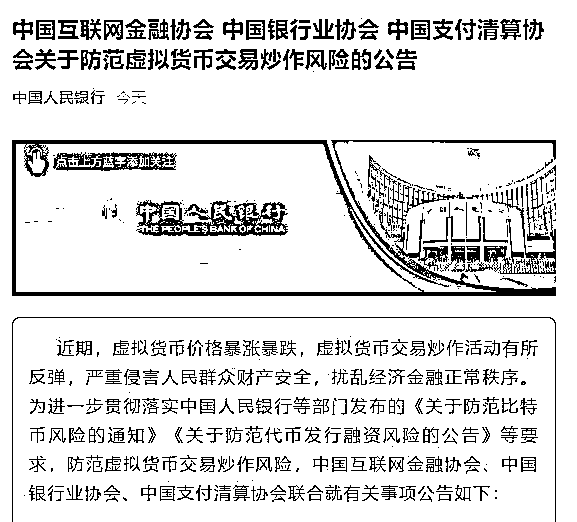 中国互联网金融协会 中国银行业协会 中国支付清算协
会关于防范虚拟货币交易炒作风险的公告
中国人民银行 今天
点击上方蓝字添加关注
中国人民银行
THE PEOPLE'S BANK OF CHINA
近期，虚拟货币价格暴涨暴跌，虚拟货币交易炒作活动有所
反弹，严重侵害人民群众财产安全，扰乱经济金融正常秩序。
为进一步贯彻落实中国人民银行等部门发布的《关于防范比特
币风险的通知》《关于防范代币发行融资风险的公告》等要
求，防范虚拟货币交易炒作风险，中国互联网金融协会、中国
银行业协会、中国支付清算协会联合就有关事项公告如下：